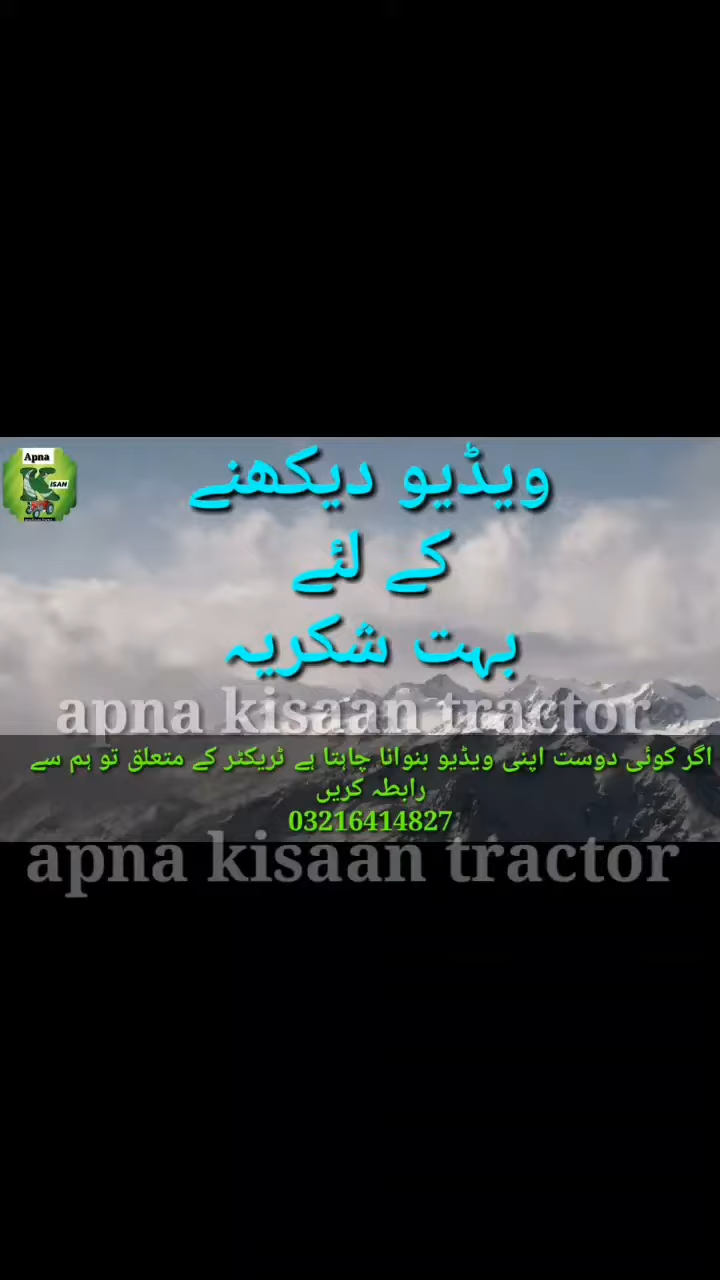 Apna
KISAN
ویڈیو دیکھنے
کے لئے
بہت شکریہ
apna kisaan tractor
اگر کوئی دوست اپنی ویڈیو بنوانا چاہتا ہے ٹریکٹر کے متعلق تو ہم سے
رابطہ کریں
03216414827
apna kisaan tractor